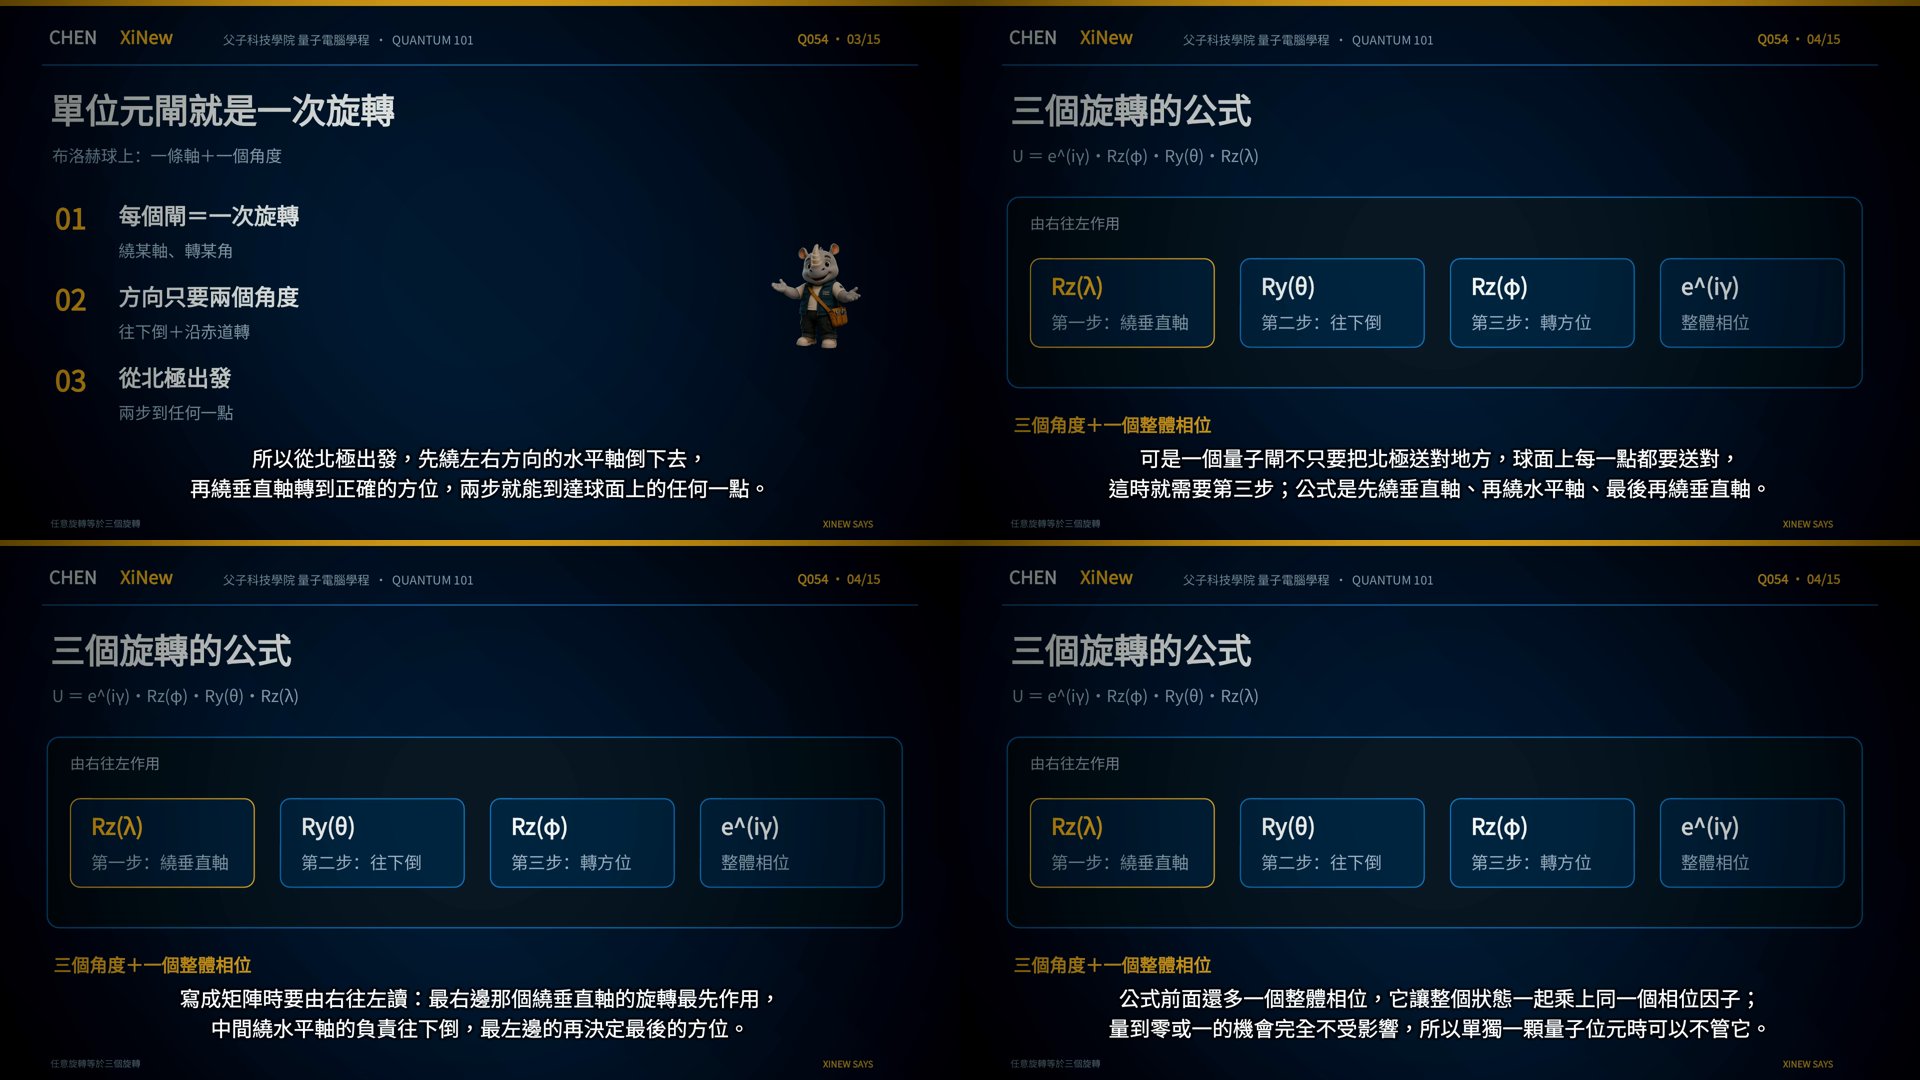 CHEN XiNew 父子科技學院 量子電腦學程 · QUANTUM 101 Q054 · 03/15
單位元閘就是一次旋轉
布洛赫球上：一條軸＋一個角度
01 每個閘＝一次旋轉
繞某軸、轉某角
02 方向只要兩個角度
往下倒＋沿赤道轉
03 從北極出發
兩步到任何一點
所以從北極出發，先繞左右方向的水平軸倒下去，
再繞垂直軸轉到正確的方位，兩步就能到達球面上的任何一點。
任意旋轉等於三個旋轉 XINEW SAYS
CHEN XiNew 父子科技學院 量子電腦學程 · QUANTUM 101 Q054 · 04/15
三個旋轉的公式
U ＝ e^(iγ)・Rz(φ)・Ry(θ)・Rz(λ)
由右往左作用
Rz(λ) Ry(θ) Rz(φ) e^(iγ)
第一步：繞垂直軸 第二步：往下倒 第三步：轉方位 整體相位
三個角度＋一個整體相位
可是一個量子閘不只要把北極送對地方，球面上每一點都要送對，
這時就需要第三步；公式是先繞垂直軸、再繞水平軸、最後再繞垂直軸。
任意旋轉等於三個旋轉 XINEW SAYS
CHEN XiNew 父子科技學院 量子電腦學程 · QUANTUM 101 Q054 · 04/15
三個旋轉的公式
U ＝ e^(iγ)・Rz(φ)・Ry(θ)・Rz(λ)
由右往左作用
Rz(λ) Ry(θ) Rz(φ) e^(iγ)
第一步：繞垂直軸 第二步：往下倒 第三步：轉方位 整體相位
三個角度＋一個整體相位
寫成矩陣時要由右往左讀：最右邊那個繞垂直軸的旋轉最先作用，
中間繞水平軸的負責往下倒，最左邊的再決定最後的方位。
任意旋轉等於三個旋轉 XINEW SAYS
CHEN XiNew 父子科技學院 量子電腦學程 · QUANTUM 101 Q054 · 04/15
三個旋轉的公式
U ＝ e^(iγ)・Rz(φ)・Ry(θ)・Rz(λ)
由右往左作用
Rz(λ) Ry(θ) Rz(φ) e^(iγ)
第一步：繞垂直軸 第二步：往下倒 第三步：轉方位 整體相位
三個角度＋一個整體相位
公式前面還多一個整體相位，它讓整個狀態一起乘上同一個相位因子；
量到零或一的機會完全不受影響，所以單獨一顆量子位元時可以不管它。
任意旋轉等於三個旋轉 XINEW SAYS